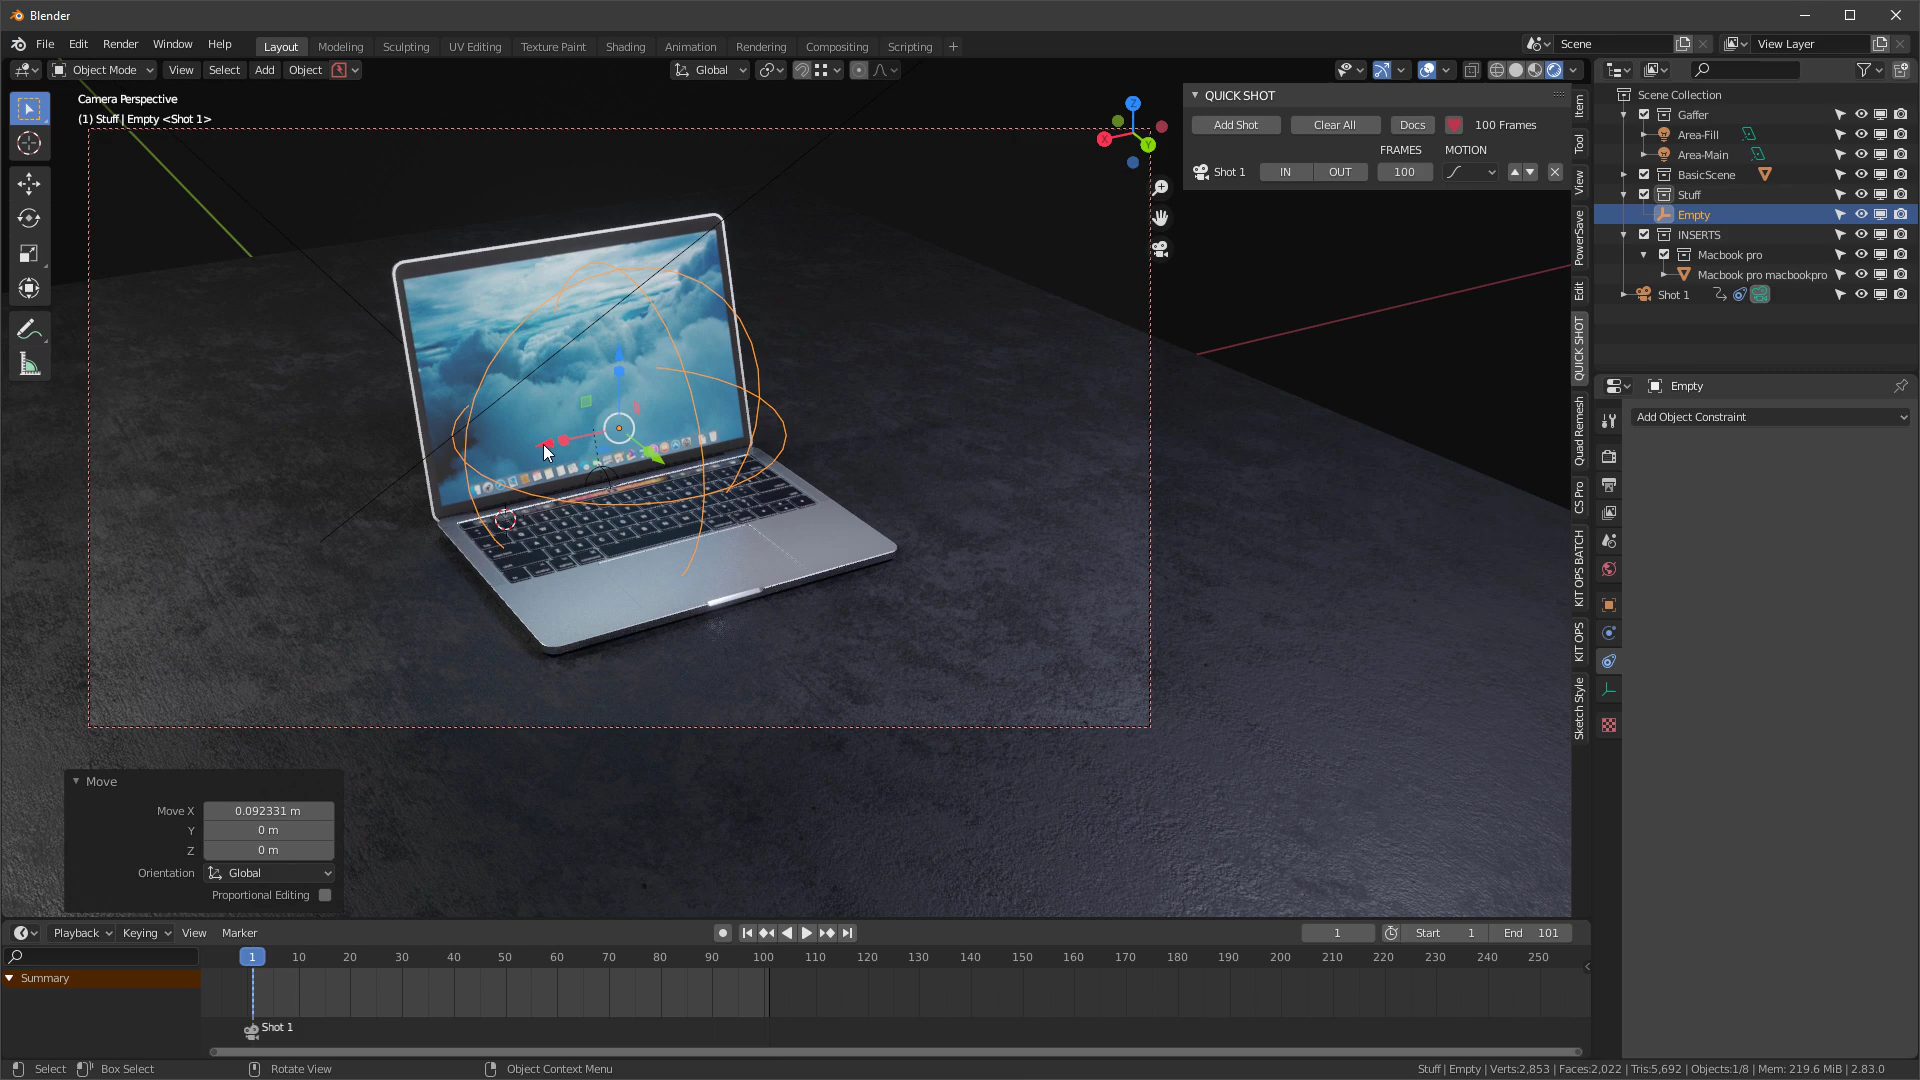 Blender
File Edit Render Window Help Layout Modeling Sculpting UV Editing Texture Paint Shading Animation Rendering Compositing Scripting + Scene View Layer
Object Mode View Select Add Object Global
Camera Perspective
(1) Stuff | Empty <Shot 1>
Z
X
Y
QUICK SHOT
Add Shot Clear All Docs 100 Frames
FRAMES MOTION
Shot 1 IN OUT 100
Item
Tool
View
PowerSave
Edit
QUICK SHOT
Quad Remesh
CS Pro
KIT OPS BATCH
KIT OPS
Sketch Style
Scene Collection
Gaffer
Area-Fill
Area-Main
BasicScene
Stuff
Empty
INSERTS
Macbook pro
Macbook pro macbookpro
Shot 1
Empty
Add Object Constraint
Move
Move X 0.092331 m
Y 0 m
Z 0 m
Orientation Global
Proportional Editing
Playback Keying View Marker 1 Start 1 End 101
1 10 20 30 40 50 60 70 80 90 100 110 120 130 140 150 160 170 180 190 200 210 220 230 240 250
Summary
Shot 1
Select Box Select Rotate View Object Context Menu Stuff | Empty | Verts:2,853 | Faces:2,022 | Tris:5,692 | Objects:1/8 | Mem: 219.6 MiB | 2.83.0